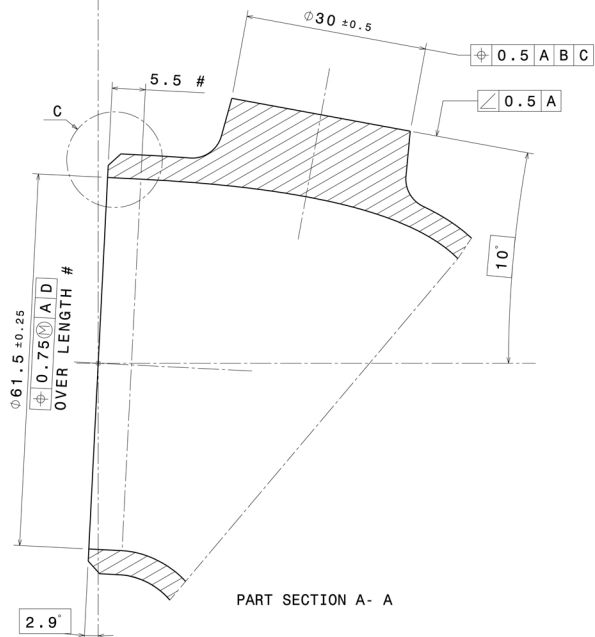 ⌀30 ±0.5
⌖ 0.5 A B C
5.5 #
∠ 0.5 A
C
10°
⌀61.5 ±0.25
⌖ 0.75Ⓜ A D
OVER LENGTH #
PART SECTION A- A
2.9°